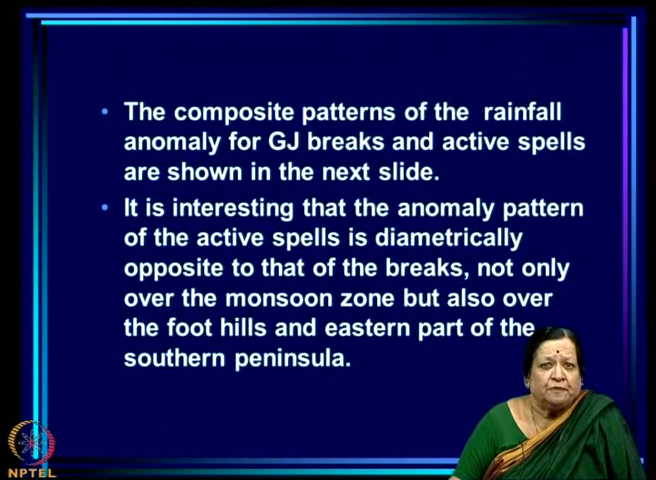 • The composite patterns of the rainfall
anomaly for GJ breaks and active spells
are shown in the next slide.
• It is interesting that the anomaly pattern
of the active spells is diametrically
opposite to that of the breaks, not only
over the monsoon zone but also over
the foot hills and eastern part of the
southern peninsula.
NPTEL